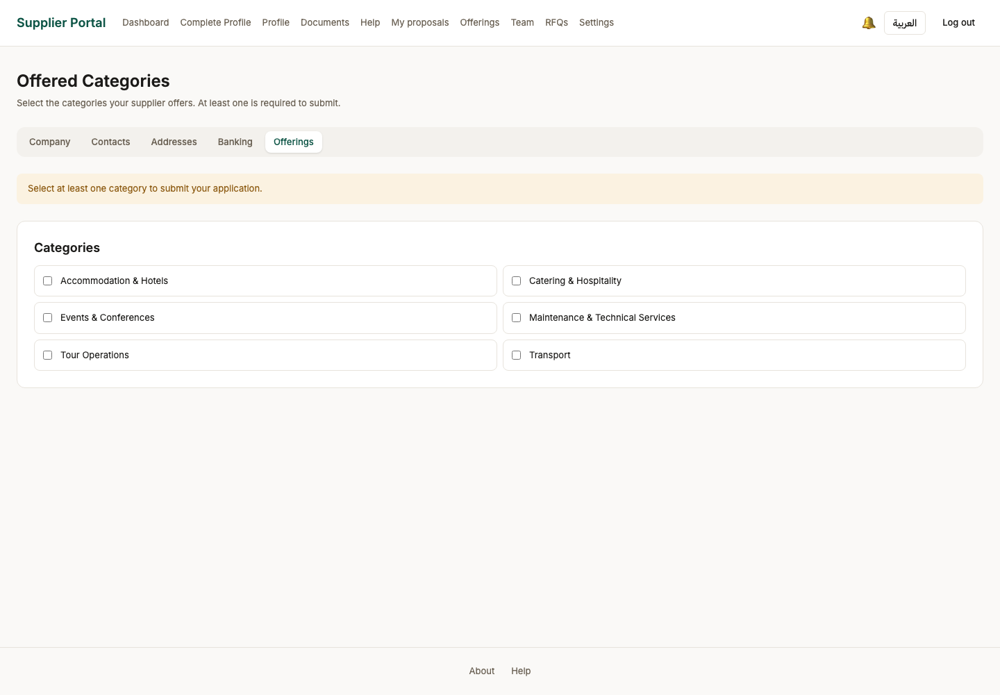 Supplier Portal Dashboard Complete Profile Profile Documents Help My proposals Offerings Team RFQs Settings العربية Log out
Offered Categories
Select the categories your supplier offers. At least one is required to submit.
Company Contacts Addresses Banking Offerings
Select at least one category to submit your application.
Categories
Accommodation & Hotels Catering & Hospitality
Events & Conferences Maintenance & Technical Services
Tour Operations Transport
About Help